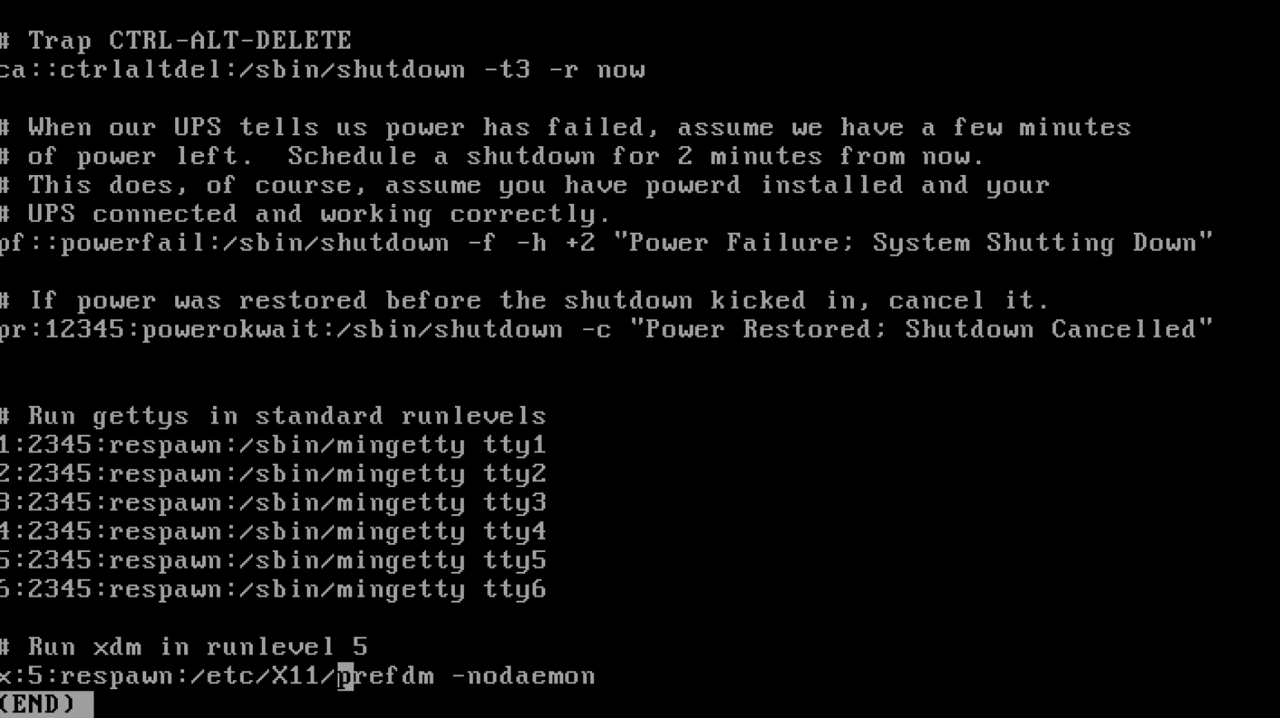 # Trap CTRL-ALT-DELETE
ca::ctrlaltdel:/sbin/shutdown -t3 -r now
# When our UPS tells us power has failed, assume we have a few minutes
# of power left.  Schedule a shutdown for 2 minutes from now.
# This does, of course, assume you have powerd installed and your
# UPS connected and working correctly.
pf::powerfail:/sbin/shutdown -f -h +2 "Power Failure; System Shutting Down"
# If power was restored before the shutdown kicked in, cancel it.
pr:12345:powerokwait:/sbin/shutdown -c "Power Restored; Shutdown Cancelled"
# Run gettys in standard runlevels
1:2345:respawn:/sbin/mingetty tty1
2:2345:respawn:/sbin/mingetty tty2
3:2345:respawn:/sbin/mingetty tty3
4:2345:respawn:/sbin/mingetty tty4
5:2345:respawn:/sbin/mingetty tty5
6:2345:respawn:/sbin/mingetty tty6
# Run xdm in runlevel 5
x:5:respawn:/etc/X11/prefdm -nodaemon
(END)